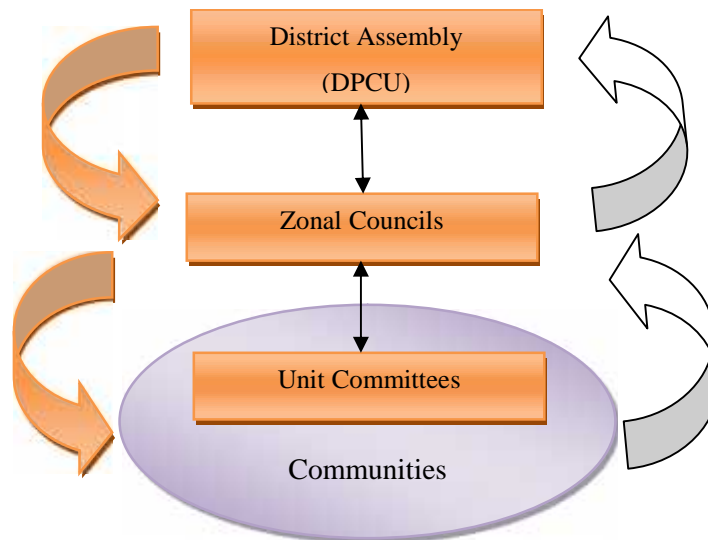 District Assembly
(DPCU)
Zonal Councils
Unit Committees
Communities